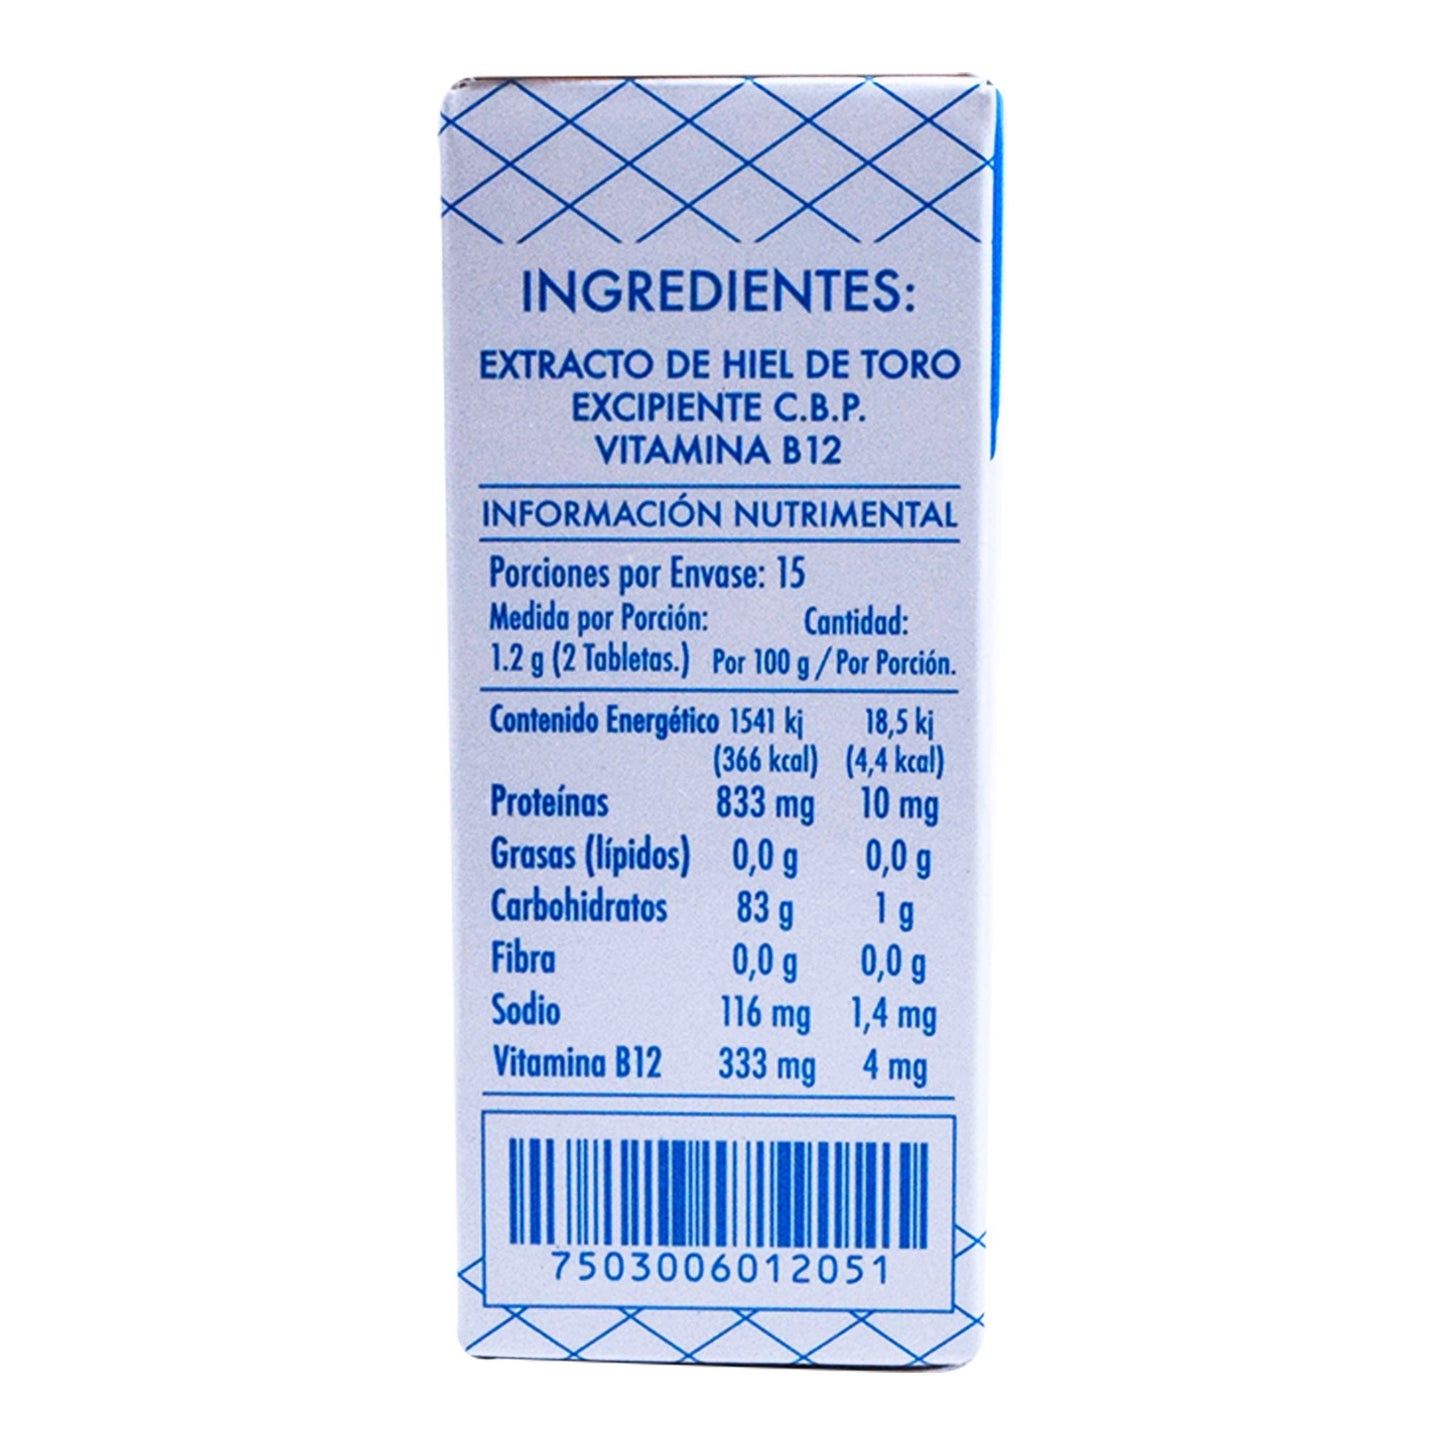 INGREDIENTES:
EXTRACTO DE HIEL DE TORO
EXCIPIENTE C.B.P.
VITAMINA B12
INFORMACIÓN NUTRIMENTAL
Porciones por Envase: 15
Medida por Porción: Cantidad:
1.2 g (2 Tabletas.) Por 100 g / Por Porción.
Contenido Energético 1541 kj 18,5 kj
(366 kcal) (4,4 kcal)
Proteínas 833 mg 10 mg
Grasas (lípidos) 0,0 g 0,0 g
Carbohidratos 83 g 1 g
Fibra 0,0 g 0,0 g
Sodio 116 mg 1,4 mg
Vitamina B12 333 mg 4 mg
7503006012051